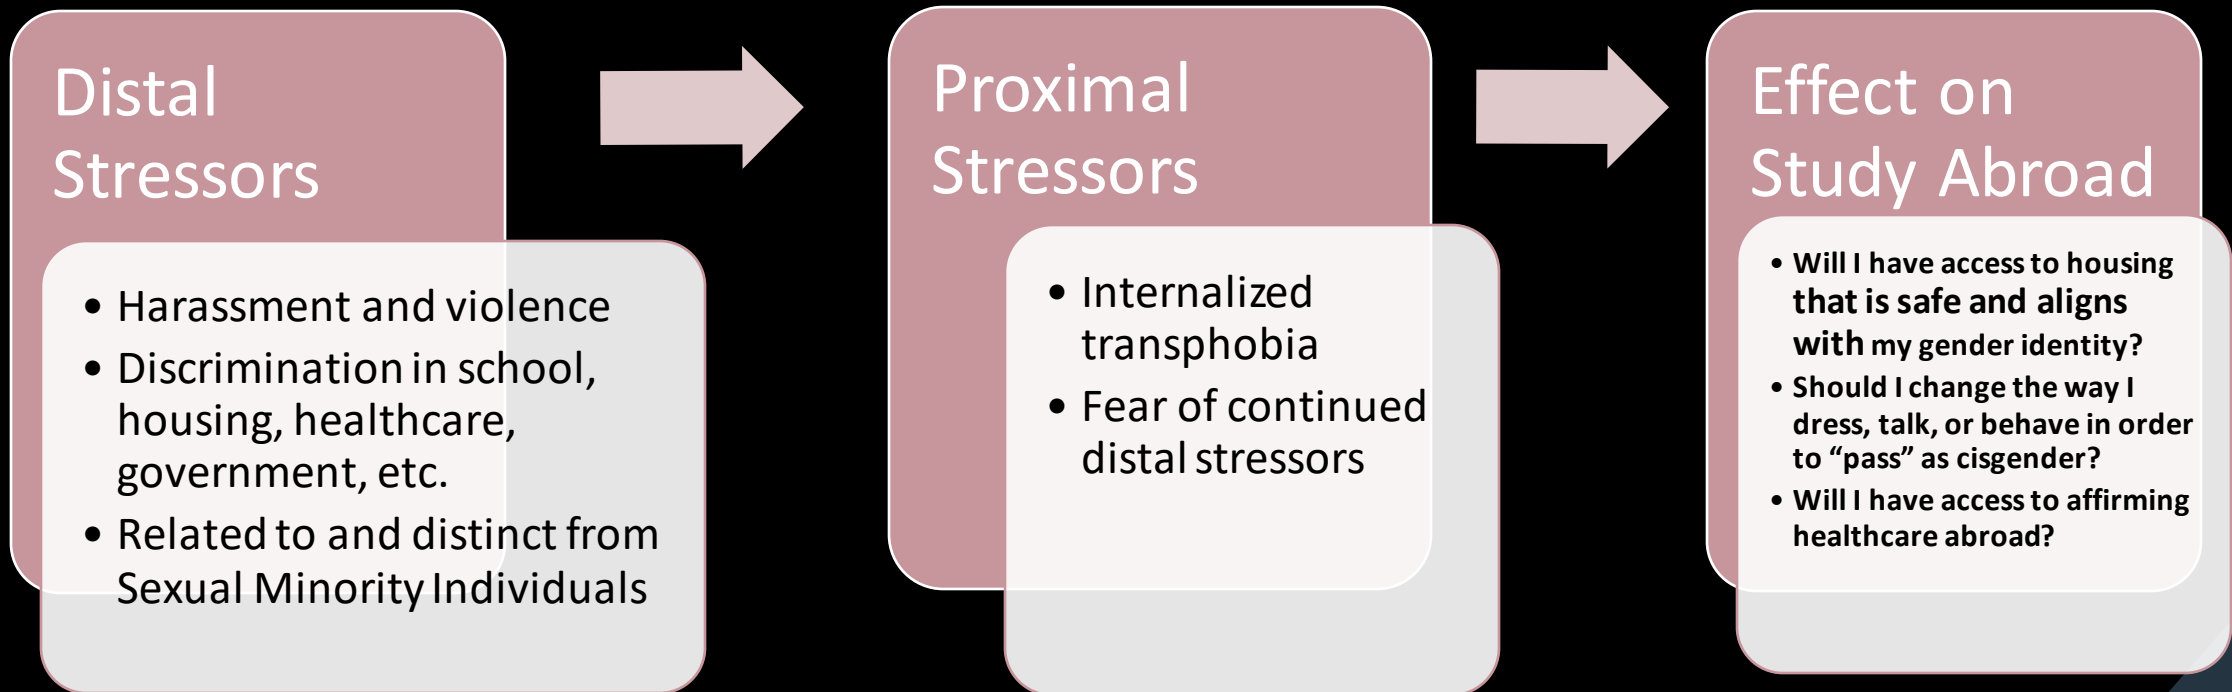 Distal
Stressors
• Harassment and violence
• Discrimination in school,
housing, healthcare,
government, etc.
• Related to and distinct from
Sexual Minority Individuals
Proximal
Stressors
• Internalized
transphobia
• Fear of continued
distal stressors
Effect on
Study Abroad
• Will I have access to housing
that is safe and aligns
with my gender identity?
• Should I change the way I
dress, talk, or behave in order
to “pass” as cisgender?
• Will I have access to affirming
healthcare abroad?